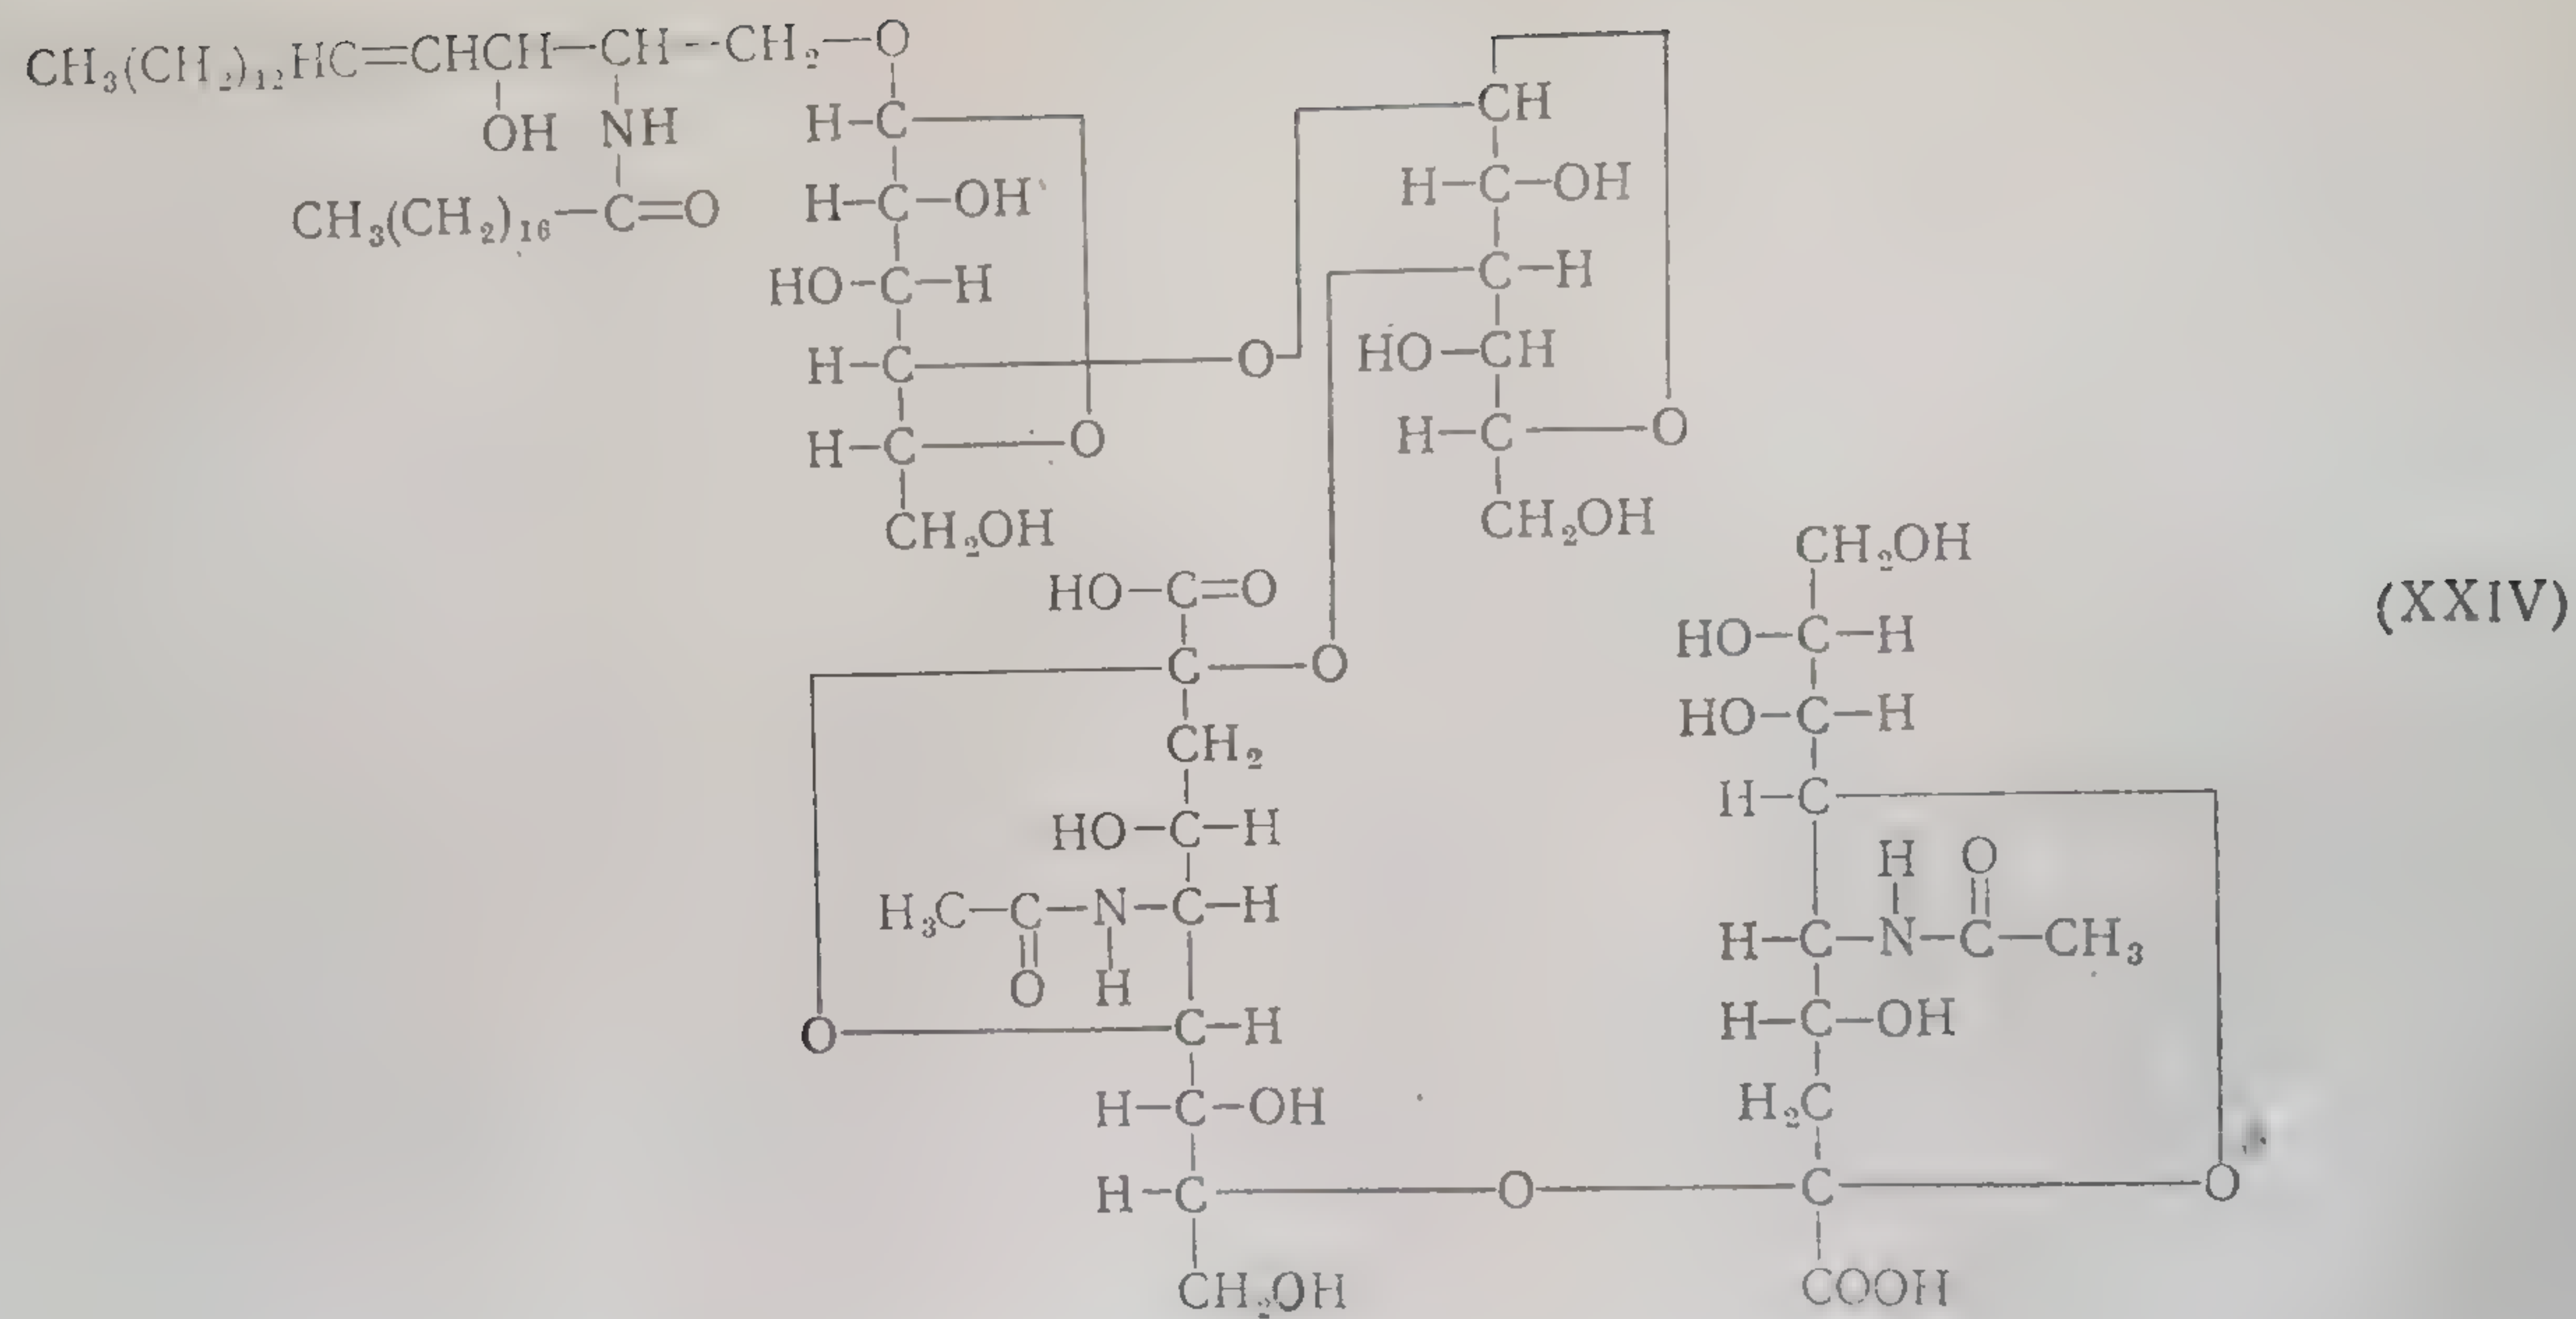 CH₃(CH₂)₁₂HC=CHCH—CH--CH₂—O
OH NH
CH₃(CH₂)₁₆—C=O
H—C
H—C—OH
HO—C—H
H—C O
H—C O
CH₂OH
CH
H—C—OH
C—H
HO—CH
H—C O
CH₂OH
HO—C=O
C—O
CH₂
HO—C—H
H₃C—C—N—C—H
O H
O C—H
H—C—OH
H—C O
CH₂OH
CH₂OH
HO—C—H
HO—C—H
H—C
H O
H—C—N—C—CH₃
H—C—OH
H₂C
C O
COOH
(XXIV)